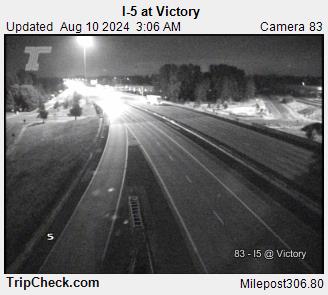 I-5 at Victory
Updated Aug 10 2024 3:06 AM Camera 83
S
83 - I5 @ Victory
TripCheck.com Milepost306.80